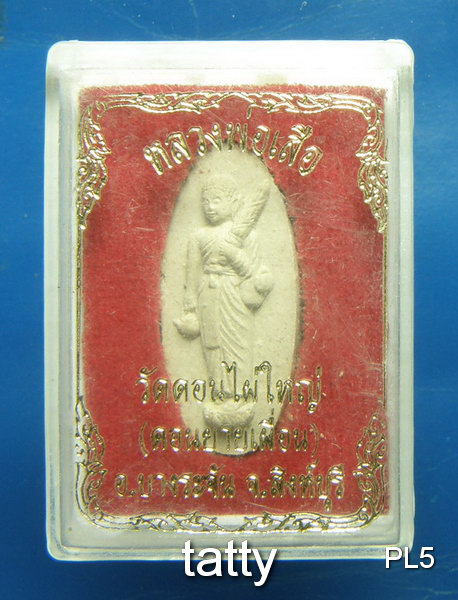 หลวงพ่อเสือ
วัดดอนไผ่ใหญ่
(ดอนยายเผื่อน)
อ.บางระจัน จ.สิงห์บุรี
tatty
PL5